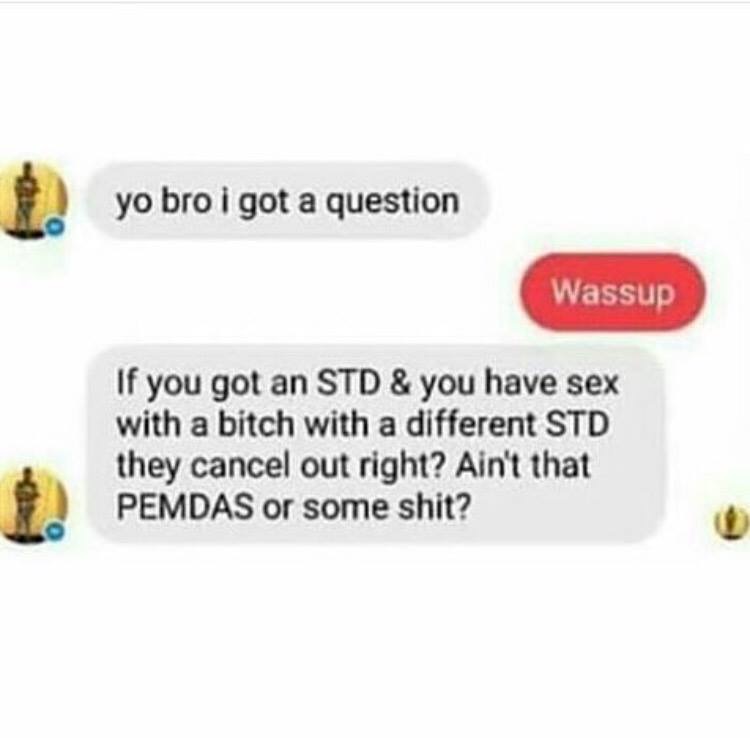 yo bro i got a question
Wassup
If you got an STD & you have sex
with a bitch with a different STD
they cancel out right? Ain't that
PEMDAS or some shit?